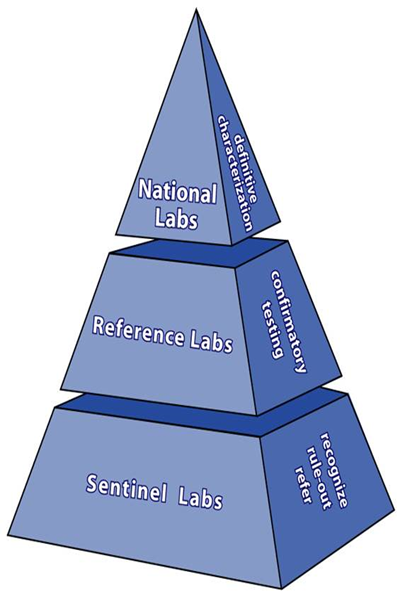 National
Labs
definitive
characterization
Reference Labs
confirmatory
testing
Sentinel Labs
recognize
rule-out
refer